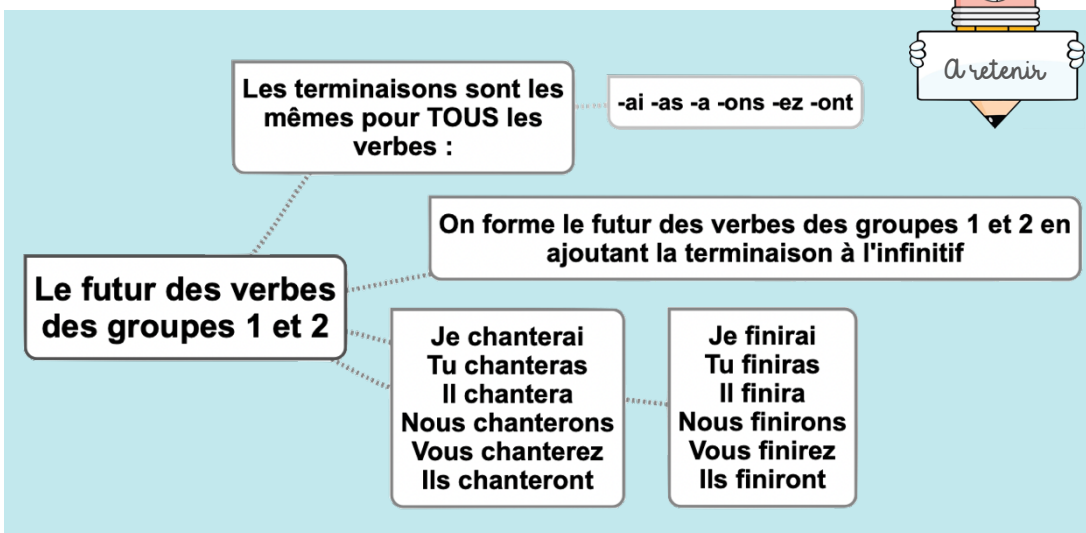 A retenir
Les terminaisons sont les
mêmes pour TOUS les
verbes :
-ai -as -a -ons -ez -ont
On forme le futur des verbes des groupes 1 et 2 en
ajoutant la terminaison à l'infinitif
Le futur des verbes
des groupes 1 et 2
Je chanterai
Tu chanteras
Il chantera
Nous chanterons
Vous chanterez
Ils chanteront
Je finirai
Tu finiras
Il finira
Nous finirons
Vous finirez
Ils finiront